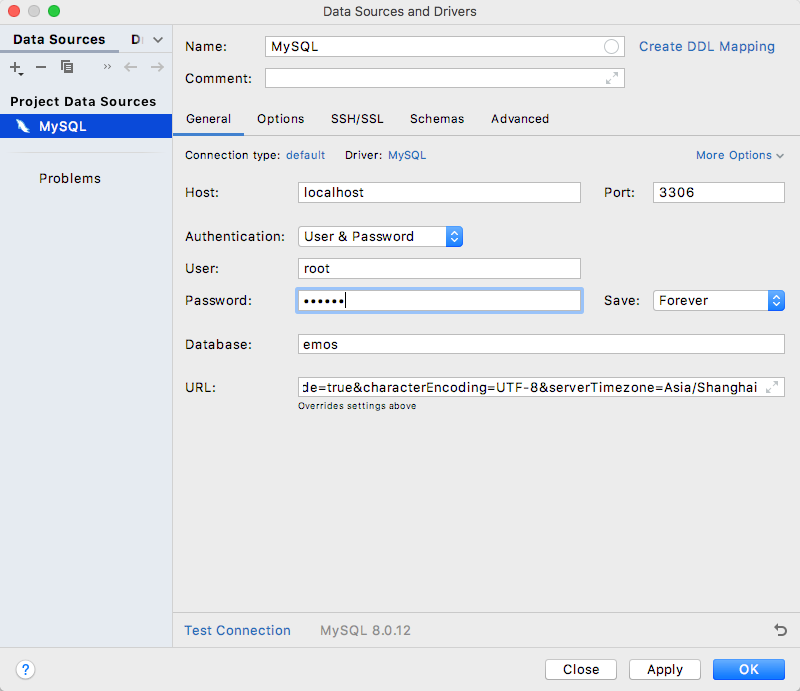 Data Sources and Drivers
Data Sources
Name: MySQL Create DDL Mapping
Comment:
Project Data Sources
MySQL
Problems
General Options SSH/SSL Schemas Advanced
Connection type: default Driver: MySQL More Options
Host: localhost Port: 3306
Authentication: User & Password
User: root
Password: •••••• Save: Forever
Database: emos
URL: de=true&characterEncoding=UTF-8&serverTimezone=Asia/Shanghai
Overrides settings above
Test Connection MySQL 8.0.12
? Close Apply OK